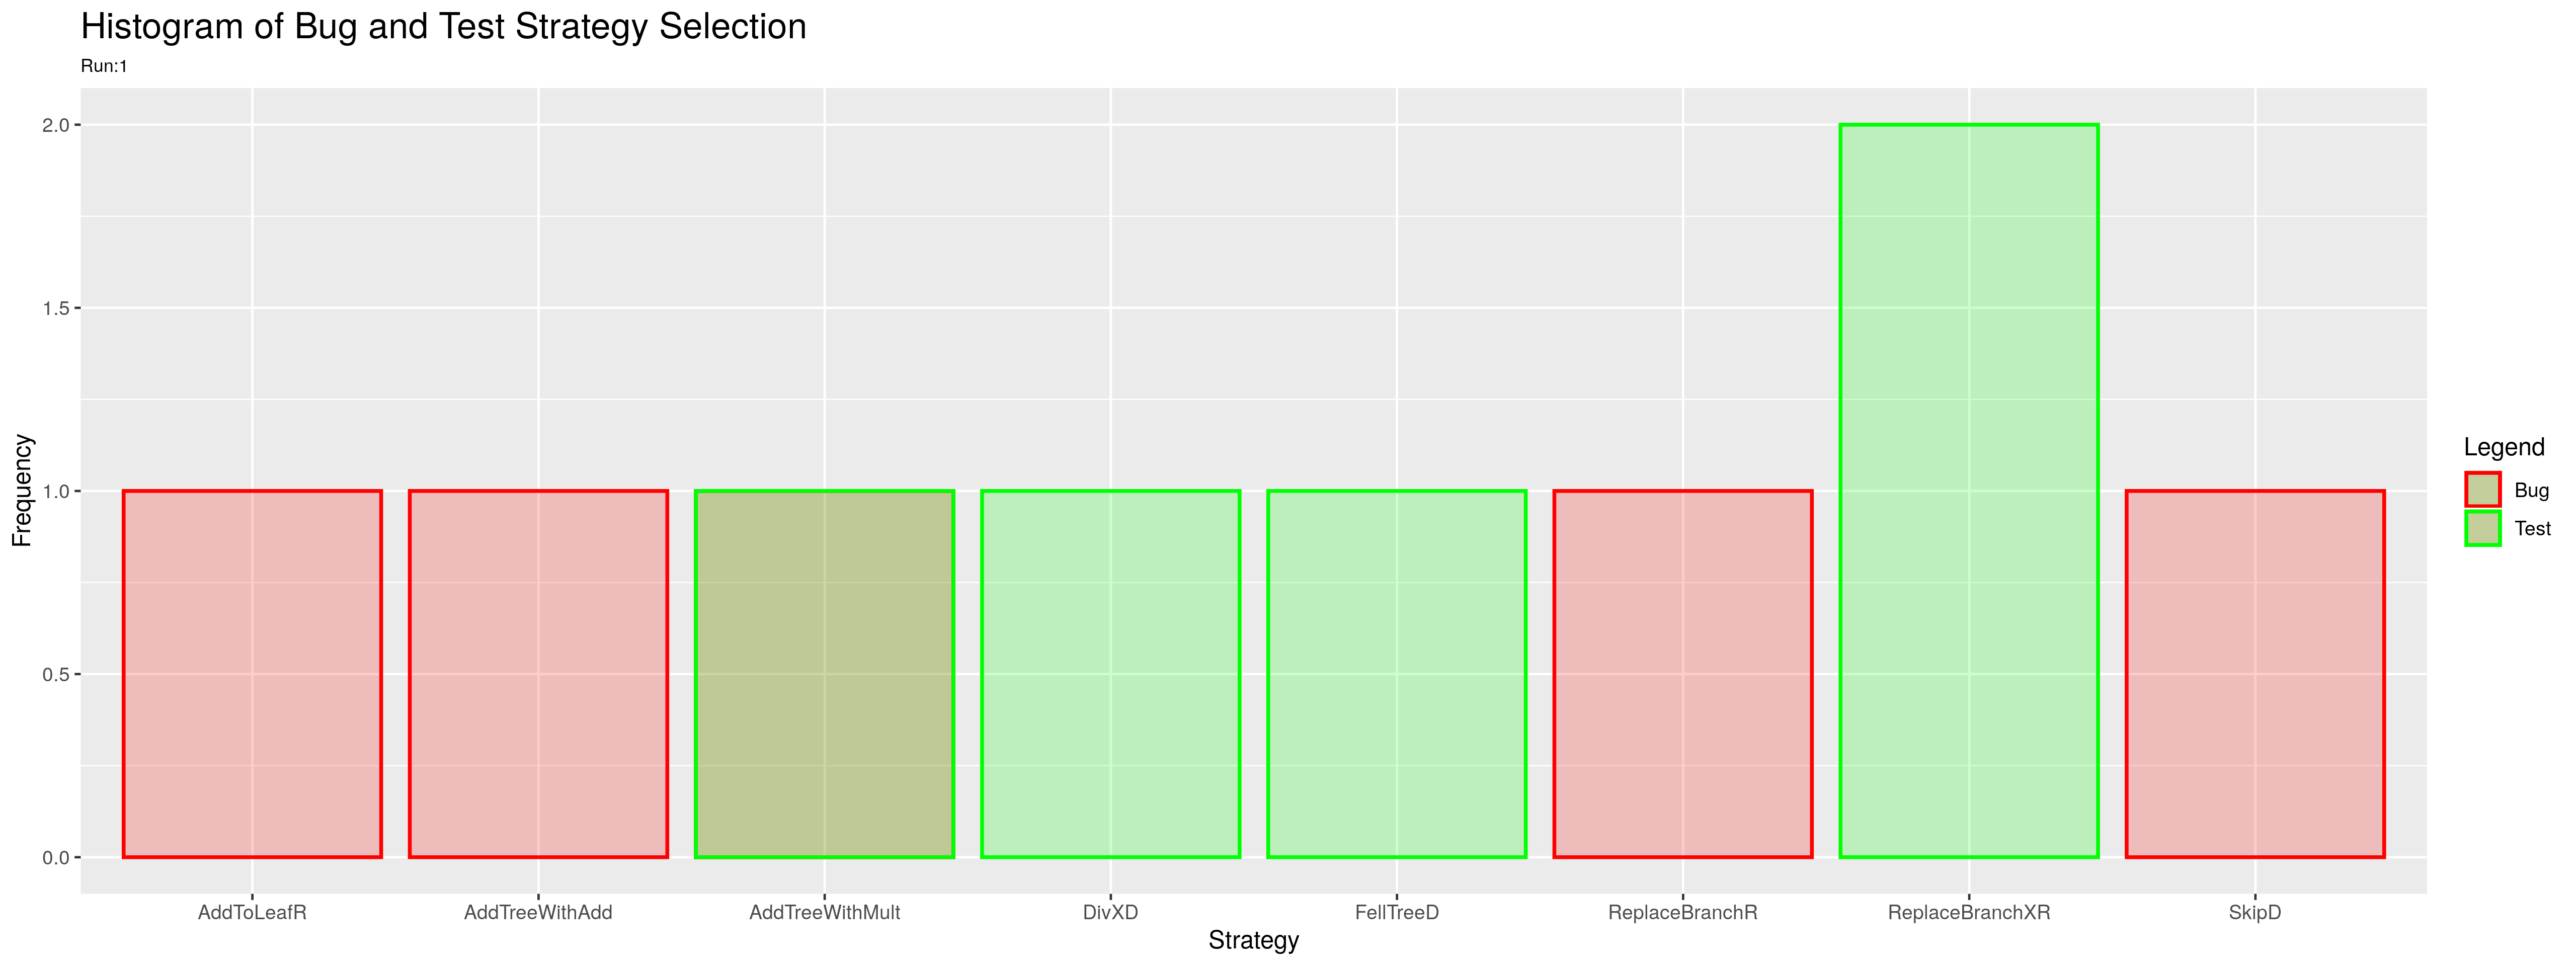 Histogram of Bug and Test Strategy Selection
Run:1
Frequency
2.0
1.5
1.0
0.5
0.0
AddToLeafR AddTreeWithAdd AddTreeWithMult DivXD FellTreeD ReplaceBranchR ReplaceBranchXR SkipD
Strategy
Legend
Bug
Test